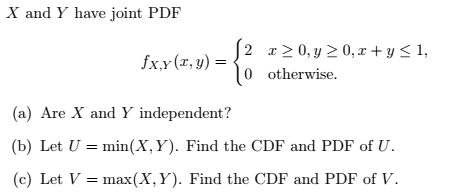 X and Y have joint PDF
f_{X,Y}(x, y) = { 2 x ≥ 0, y ≥ 0, x + y ≤ 1,
0 otherwise.
(a) Are X and Y independent?
(b) Let U = min(X, Y). Find the CDF and PDF of U.
(c) Let V = max(X, Y). Find the CDF and PDF of V.